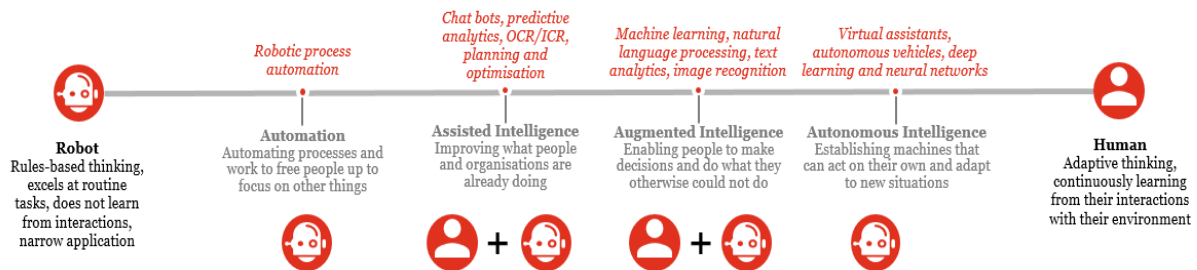 Robotic process
automation
Chat bots, predictive
analytics, OCR/ICR,
planning and
optimisation
Machine learning, natural
language processing, text
analytics, image recognition
Virtual assistants,
autonomous vehicles, deep
learning and neural networks
Robot
Rules-based thinking,
excels at routine
tasks, does not learn
from interactions,
narrow application
Automation
Automating processes and
work to free people up to
focus on other things
Assisted Intelligence
Improving what people
and organisations are
already doing
+
Augmented Intelligence
Enabling people to make
decisions and do what they
otherwise could not do
+
Autonomous Intelligence
Establishing machines that
can act on their own and adapt
to new situations
Human
Adaptive thinking,
continuously learning
from their interactions
with their environment